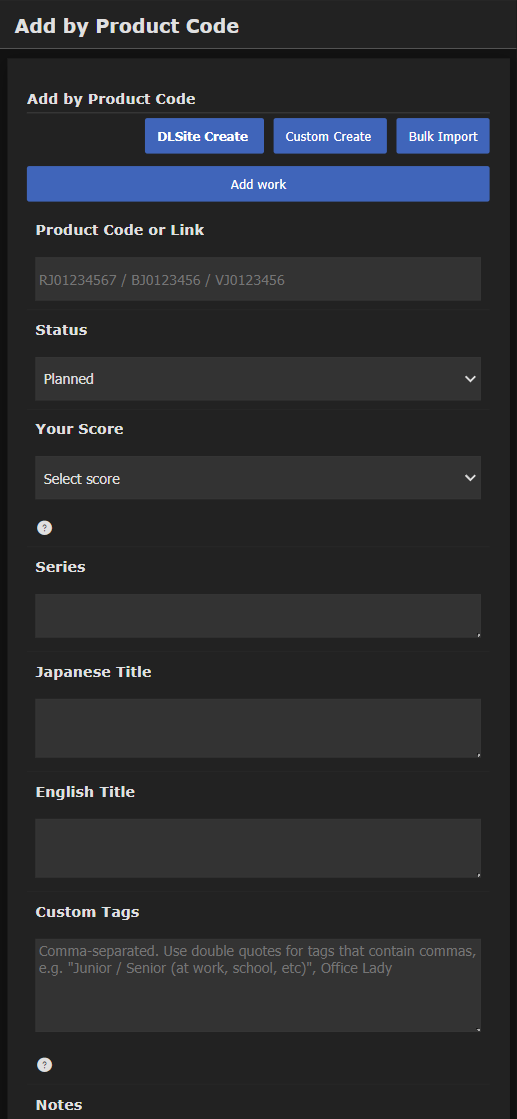 Add by Product Code
Add by Product Code
DLSite Create
Custom Create
Bulk Import
Add work
Product Code or Link
RJ01234567 / BJ0123456 / VJ0123456
Status
Planned
Your Score
Select score
?
Series
Japanese Title
English Title
Custom Tags
Comma-separated. Use double quotes for tags that contain commas,
e.g. "Junior / Senior (at work, school, etc)", Office Lady
?
Notes